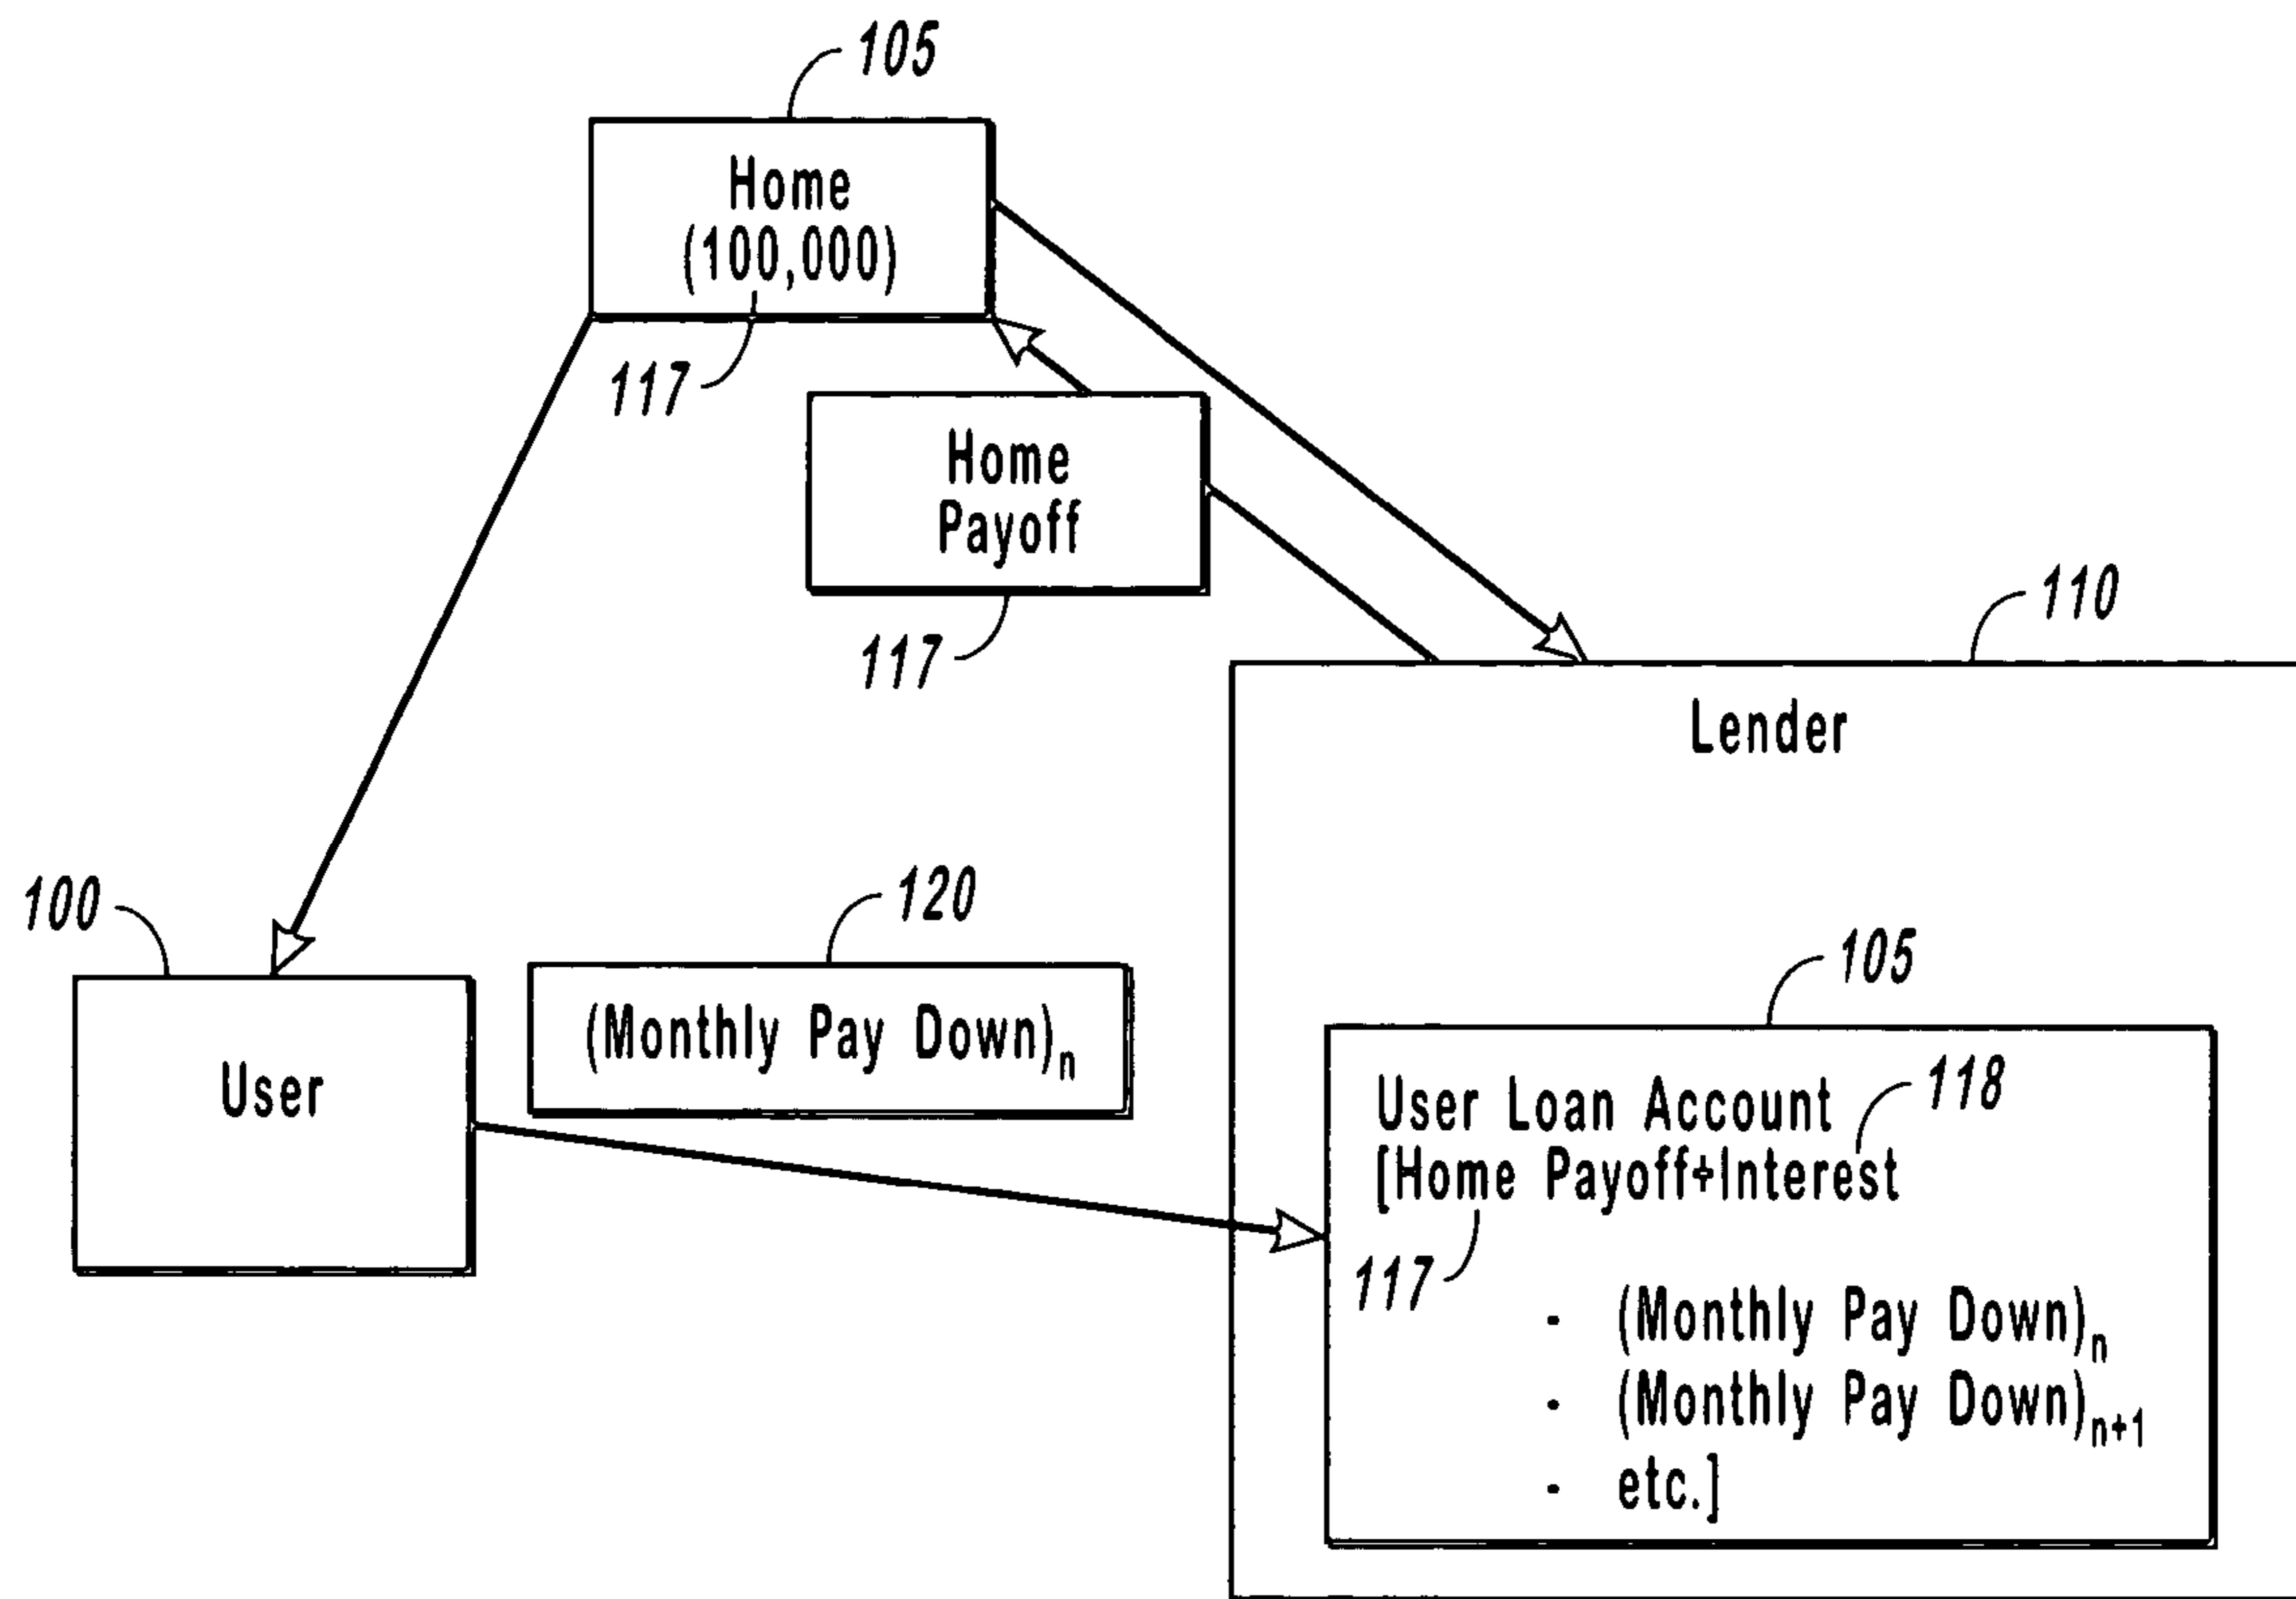 105
Home
(100,000)
117
Home
Payoff
117
110
Lender
100
User
120
(Monthly Pay Down)n
105
User Loan Account
118
[Home Payoff+Interest
117
- (Monthly Pay Down)n
- (Monthly Pay Down)n+1
- etc.]